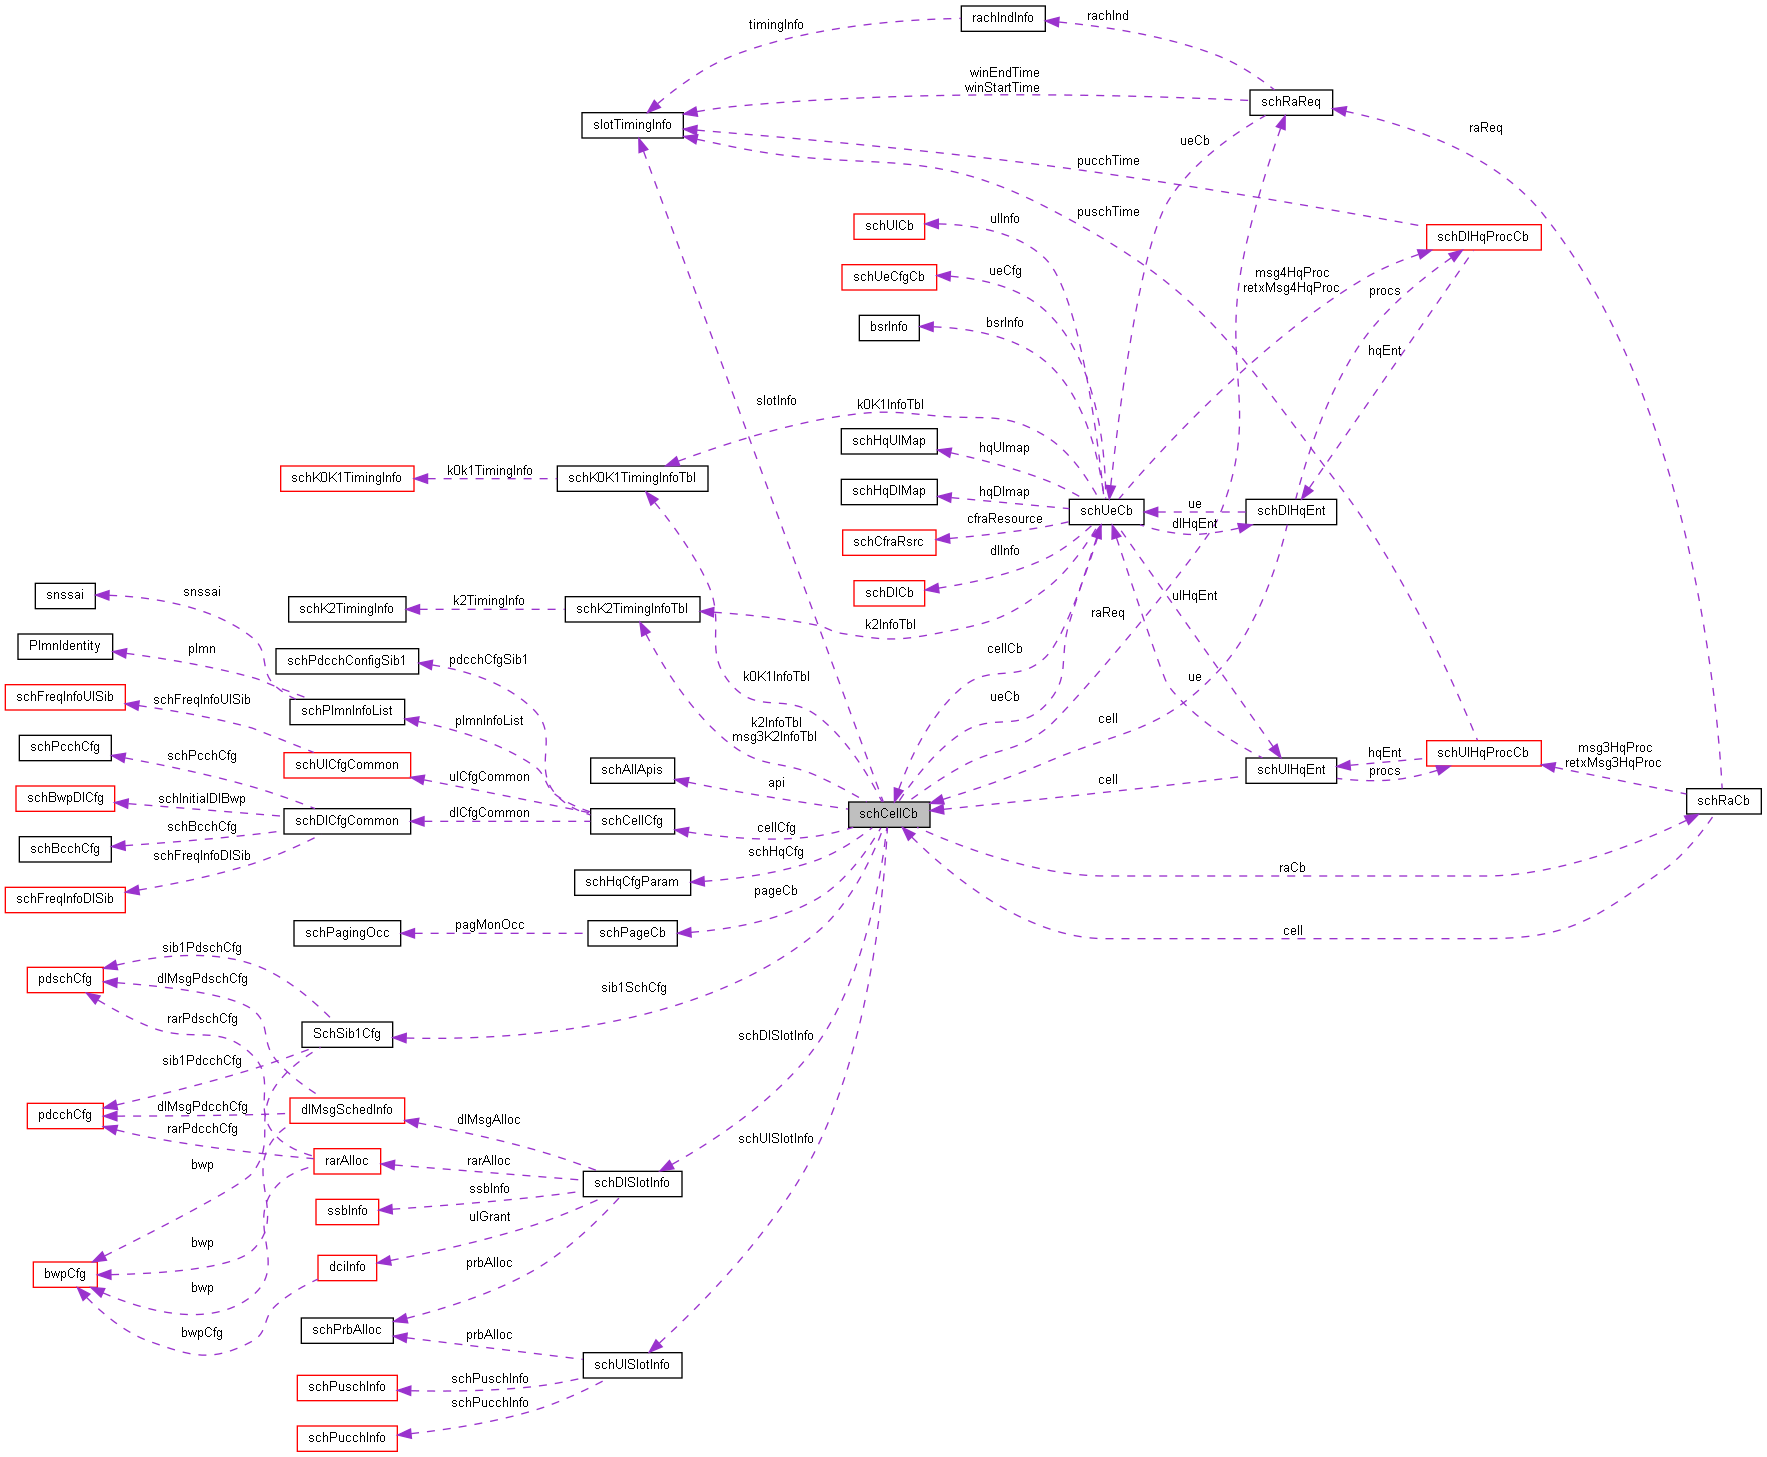 rachIndInfo
rachInd
timingInfo
winEndTime
winStartTime
schRaReq
slotTimingInfo
raReq
ueCb
pucchTime
puschTime
schUlCb
ulInfo
schDlHqProcCb
schUeCfgCb
ueCfg
msg4HqProc
retxMsg4HqProc
procs
bsrInfo
bsrInfo
hqEnt
slotInfo
k0K1InfoTbl
schHqUlMap
hqUlmap
schK0K1TimingInfo
k0k1TimingInfo
schK0K1TimingInfoTbl
schHqDlMap
hqDlmap
schUeCb
ue
schDlHqEnt
cfraResource
dlHqEnt
schCfraRsrc
dlInfo
snssai
snssai
schDlCb
ulHqEnt
schK2TimingInfo
k2TimingInfo
schK2TimingInfoTbl
raReq
k2InfoTbl
PlmnIdentity
plmn
schPdcchConfigSib1
pdcchCfgSib1
cellCb
k0K1InfoTbl
ue
schFreqInfoUlSib
schFreqInfoUlSib
schPlmnInfoList
plmnInfoList
ueCb
k2InfoTbl
msg3K2InfoTbl
cell
schPcchCfg
schPcchCfg
schUlCfgCommon
ulCfgCommon
schAllApis
api
cell
schUlHqEnt
hqEnt
procs
schUlHqProcCb
msg3HqProc
retxMsg3HqProc
schBwpDlCfg
schInitialDlBwp
schRaCb
schBcchCfg
schBcchCfg
schDlCfgCommon
dlCfgCommon
schCellCfg
cellCfg
schCellCb
schFreqInfoDlSib
schFreqInfoDlSib
schHqCfg
schHqCfgParam
raCb
pageCb
schPagingOcc
pagMonOcc
schPageCb
cell
sib1PdschCfg
pdschCfg
dlMsgPdschCfg
sib1SchCfg
rarPdschCfg
SchSib1Cfg
schDlSlotInfo
sib1PdcchCfg
pdcchCfg
dlMsgPdcchCfg
dlMsgSchedInfo
dlMsgAlloc
rarPdcchCfg
schUlSlotInfo
bwp
rarAlloc
rarAlloc
schDlSlotInfo
ssbInfo
ssbInfo
ulGrant
bwp
bwpCfg
dciInfo
prbAlloc
bwp
bwpCfg
schPrbAlloc
prbAlloc
schUlSlotInfo
schPuschInfo
schPuschInfo
schPucchInfo
schPucchInfo